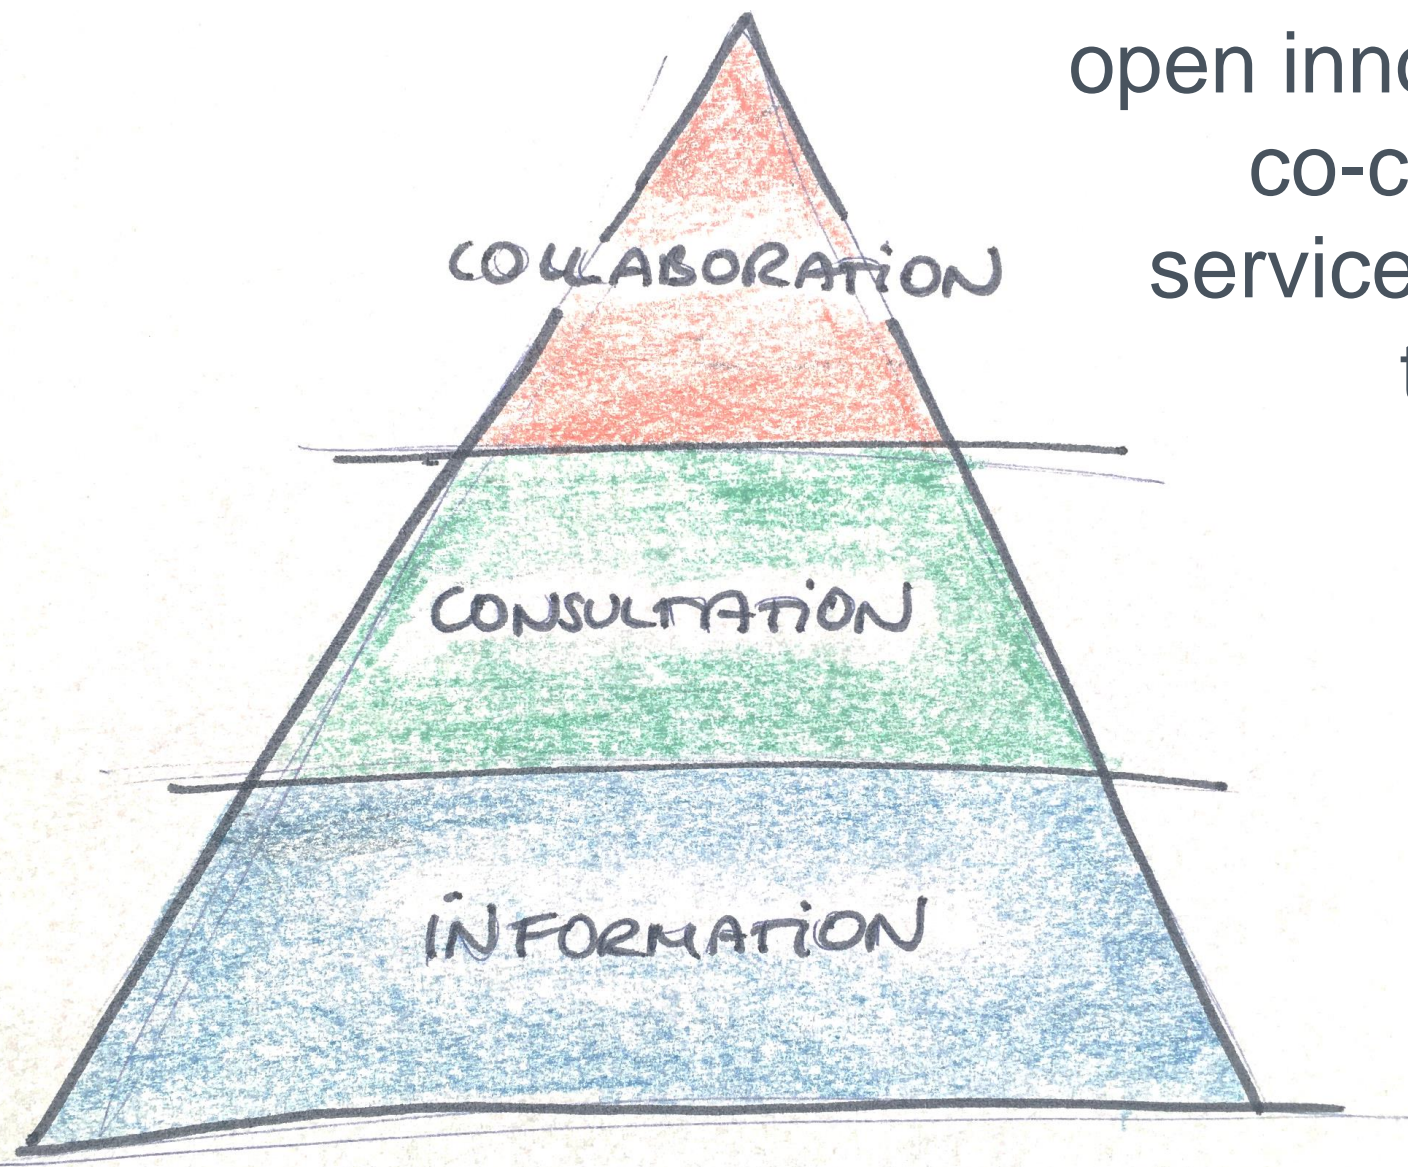 open inno
co-c
service
t
COLLABORATION
CONSULTATION
INFORMATION